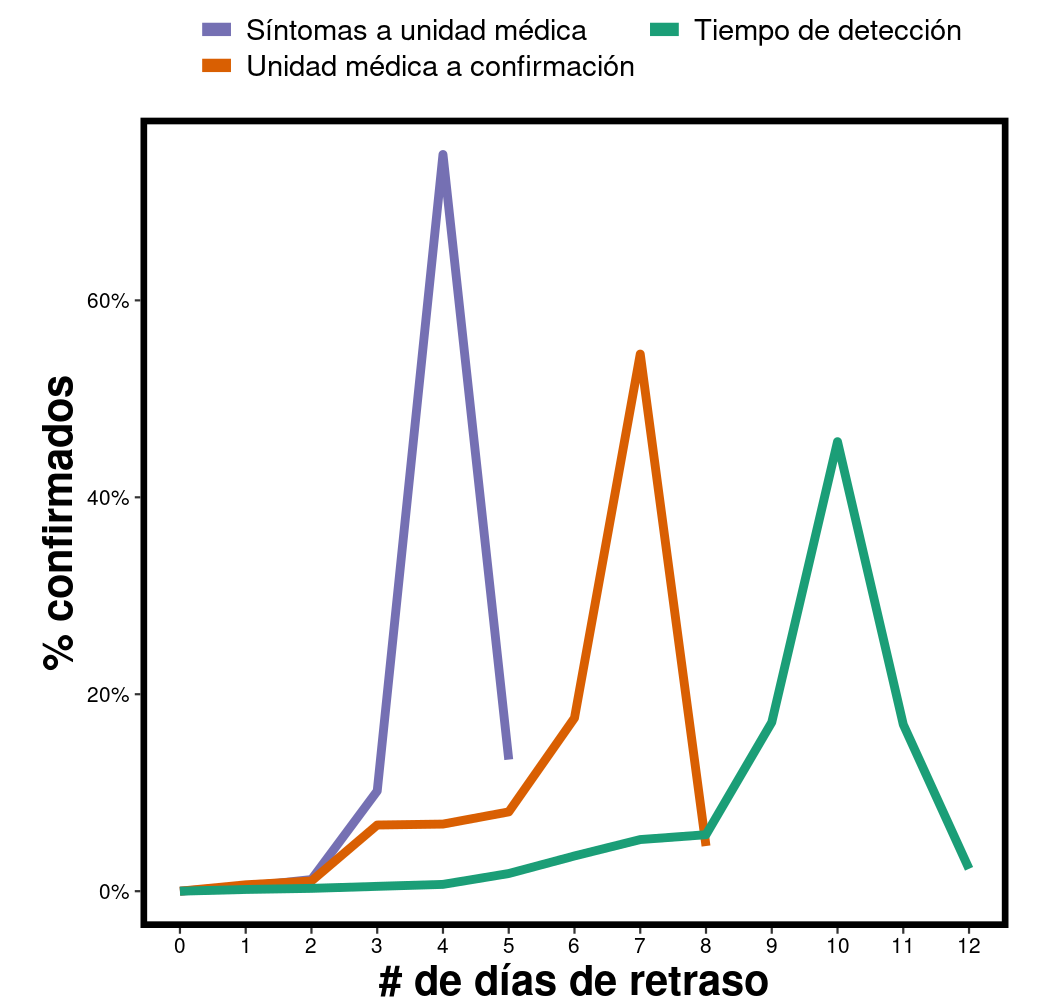 Síntomas a unidad médica
Tiempo de detección
Unidad médica a confirmación
60%
40%
20%
0%
% confirmados
0 1 2 3 4 5 6 7 8 9 10 11 12
# de días de retraso